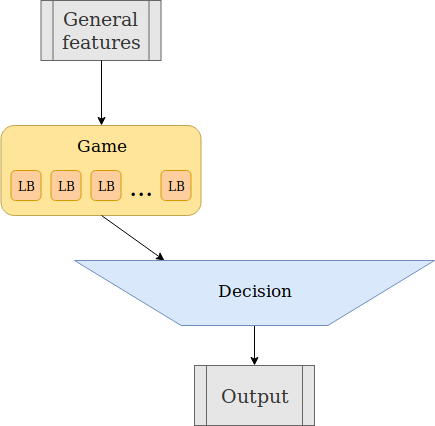 General
features
Game
LB LB LB ... LB
Decision
Output